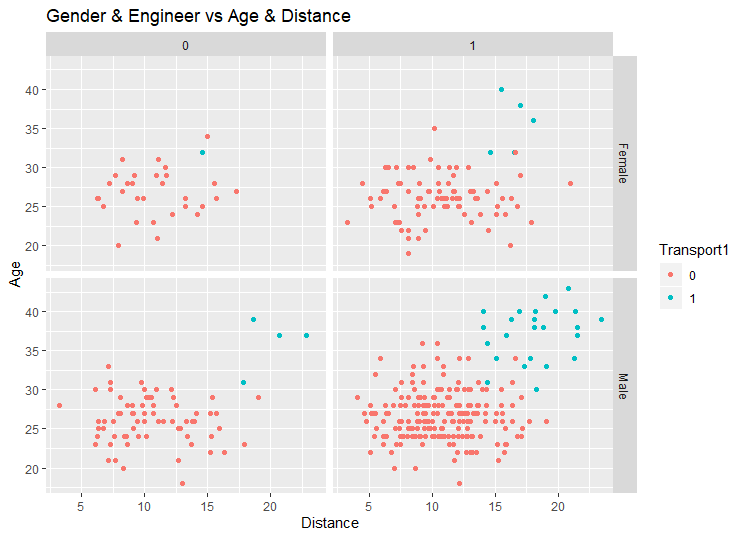 Gender & Engineer vs Age & Distance
0 1
40
35
30
25
20
Female
40
35
30
25
20
Male
Age
5 10 15 20 5 10 15 20
Distance
Transport1
0
1